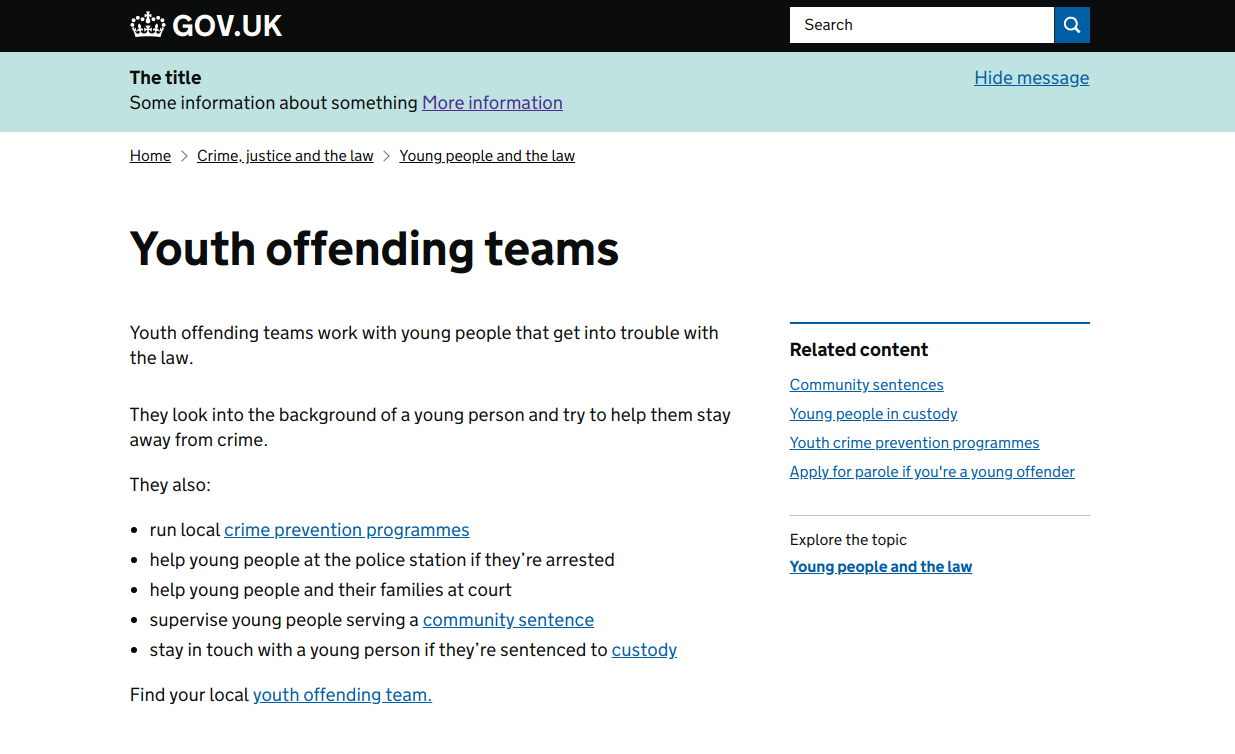 GOV.UK
Search
The title
Hide message
Some information about something More information
Home > Crime, justice and the law > Young people and the law
Youth offending teams
Youth offending teams work with young people that get into trouble with
the law.
They look into the background of a young person and try to help them stay
away from crime.
They also:
• run local crime prevention programmes
• help young people at the police station if they’re arrested
• help young people and their families at court
• supervise young people serving a community sentence
• stay in touch with a young person if they’re sentenced to custody
Find your local youth offending team.
Related content
Community sentences
Young people in custody
Youth crime prevention programmes
Apply for parole if you're a young offender
Explore the topic
Young people and the law